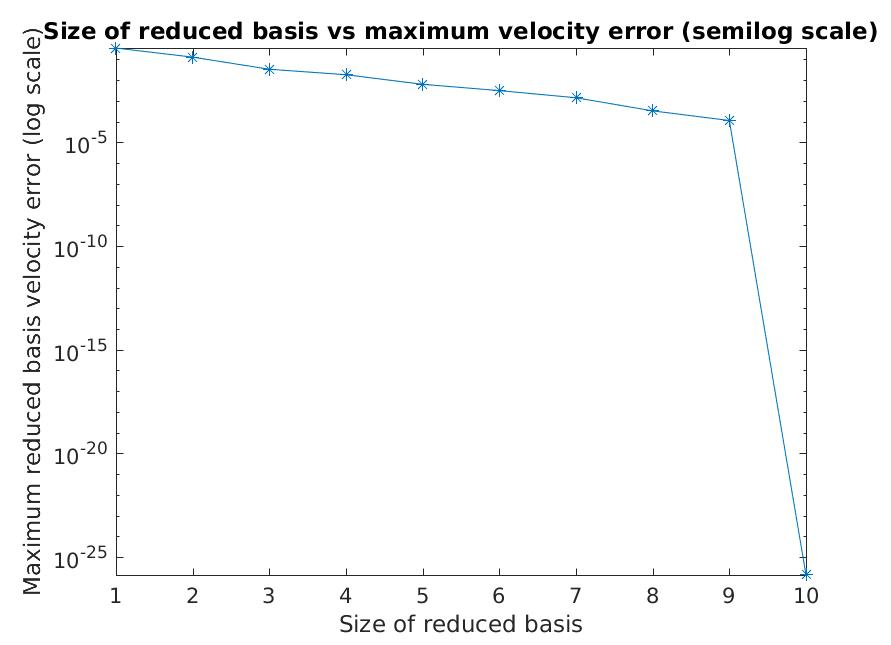 Size of reduced basis vs maximum velocity error (semilog scale)
Maximum reduced basis velocity error (log scale)
10^-5
10^-10
10^-15
10^-20
10^-25
1 2 3 4 5 6 7 8 9 10
Size of reduced basis